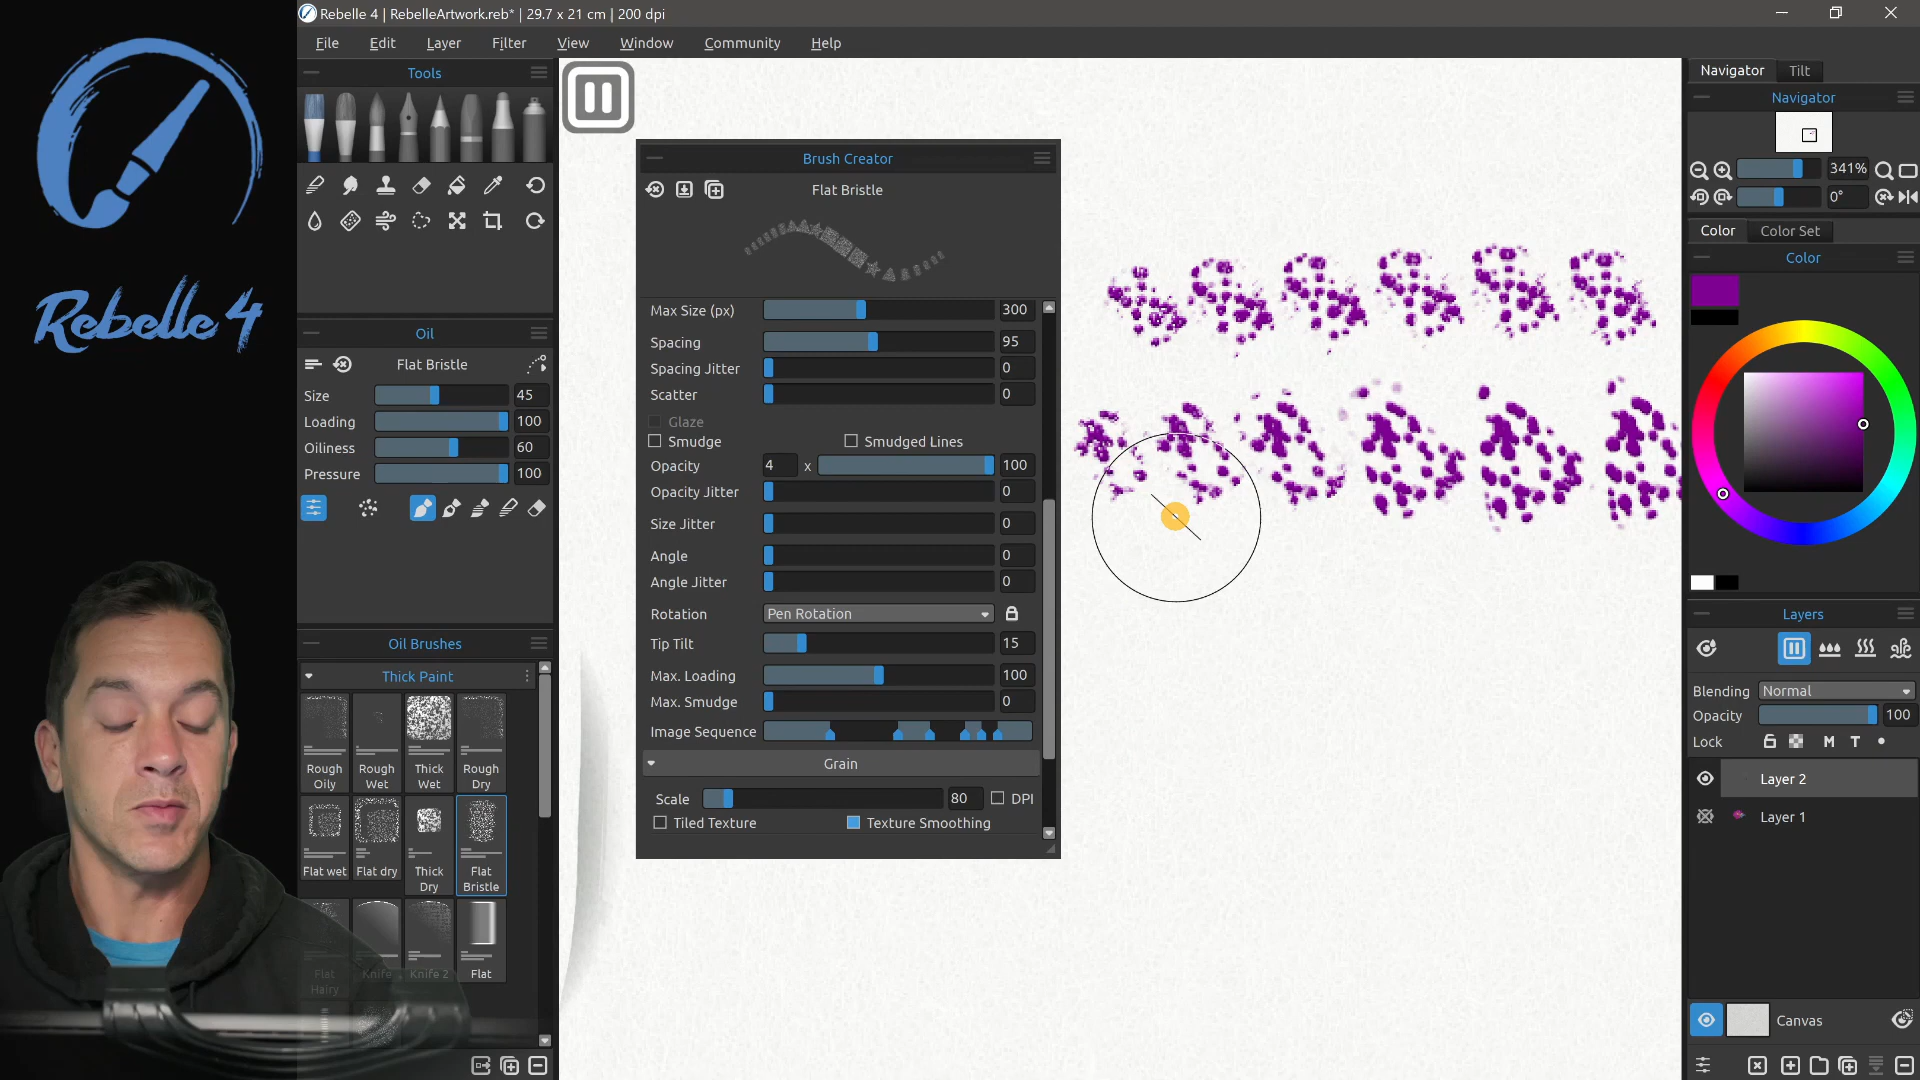 Rebelle 4 | RebelleArtwork.reb* | 29.7 x 21 cm | 200 dpi
File Edit Layer Filter View Window Community Help
Rebelle 4
Tools
Oil
Flat Bristle
Size 45
Loading 100
Oiliness 60
Pressure 100
Oil Brushes
Thick Paint
Rough Oily
Rough Wet
Thick Wet
Rough Dry
Flat wet
Flat dry
Thick Dry
Flat Bristle
Flat Hairy
Knife
Knife 2
Flat
Brush Creator
Flat Bristle
Max Size (px) 300
Spacing 95
Spacing Jitter 0
Scatter 0
Glaze
Smudge Smudged Lines
Opacity 4 x 100
Opacity Jitter 0
Size Jitter 0
Angle 0
Angle Jitter 0
Rotation Pen Rotation
Tip Tilt 15
Max. Loading 100
Max. Smudge 0
Image Sequence
Grain
Scale 80 DPI
Tiled Texture Texture Smoothing
Navigator Tilt
Navigator
341%
0°
Color Color Set
Color
Layers
Blending Normal
Opacity 100
Lock M T
Layer 2
Layer 1
Canvas